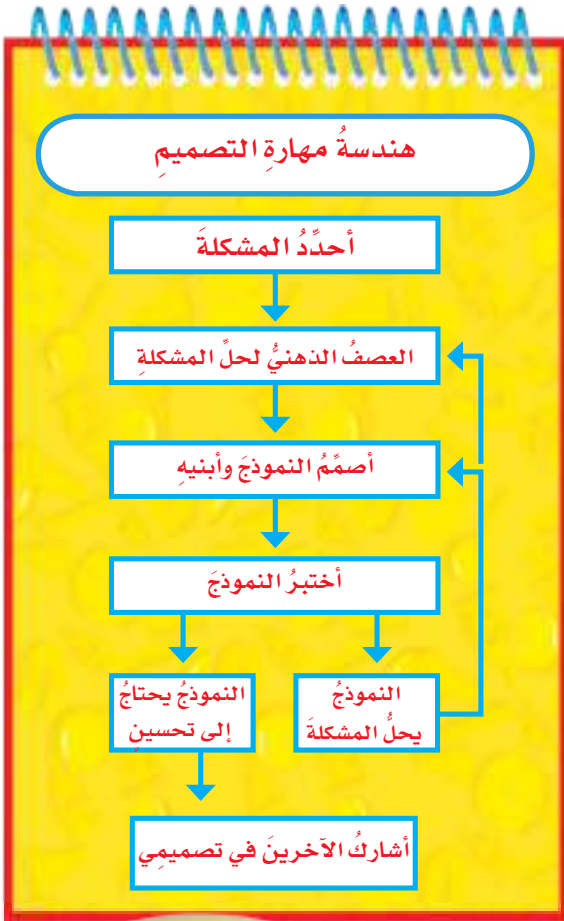 هندسةُ مهارةِ التصميمِ
أحدِّدُ المشكلةَ
العصفُ الذهنيُّ لحلِّ المشكلةِ
أصمِّمُ النموذجَ وأبنيهِ
أختبرُ النموذجَ
النموذجُ
يحلُّ المشكلةَ
النموذجُ يحتاجُ
إلى تحسينٍ
أشاركُ الآخرينَ في تصميمِي